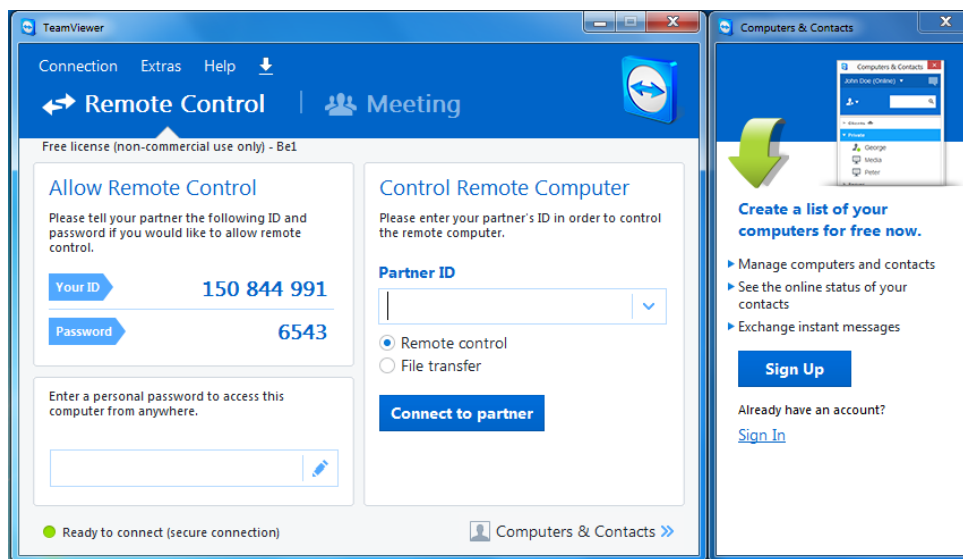 TeamViewer
Connection Extras Help
Remote Control
Meeting
Free license (non-commercial use only) - Be1
Allow Remote Control
Please tell your partner the following ID and
password if you would like to allow remote
control.
Your ID
150 844 991
Password
6543
Enter a personal password to access this
computer from anywhere.
Ready to connect (secure connection)
Control Remote Computer
Please enter your partner's ID in order to control
the remote computer.
Partner ID
Remote control
File transfer
Connect to partner
Computers & Contacts
Computers & Contacts
Computers & Contacts
John Doe (Online)
Private
George
Media
Peter
Create a list of your
computers for free now.
Manage computers and contacts
See the online status of your
contacts
Exchange instant messages
Sign Up
Already have an account?
Sign In